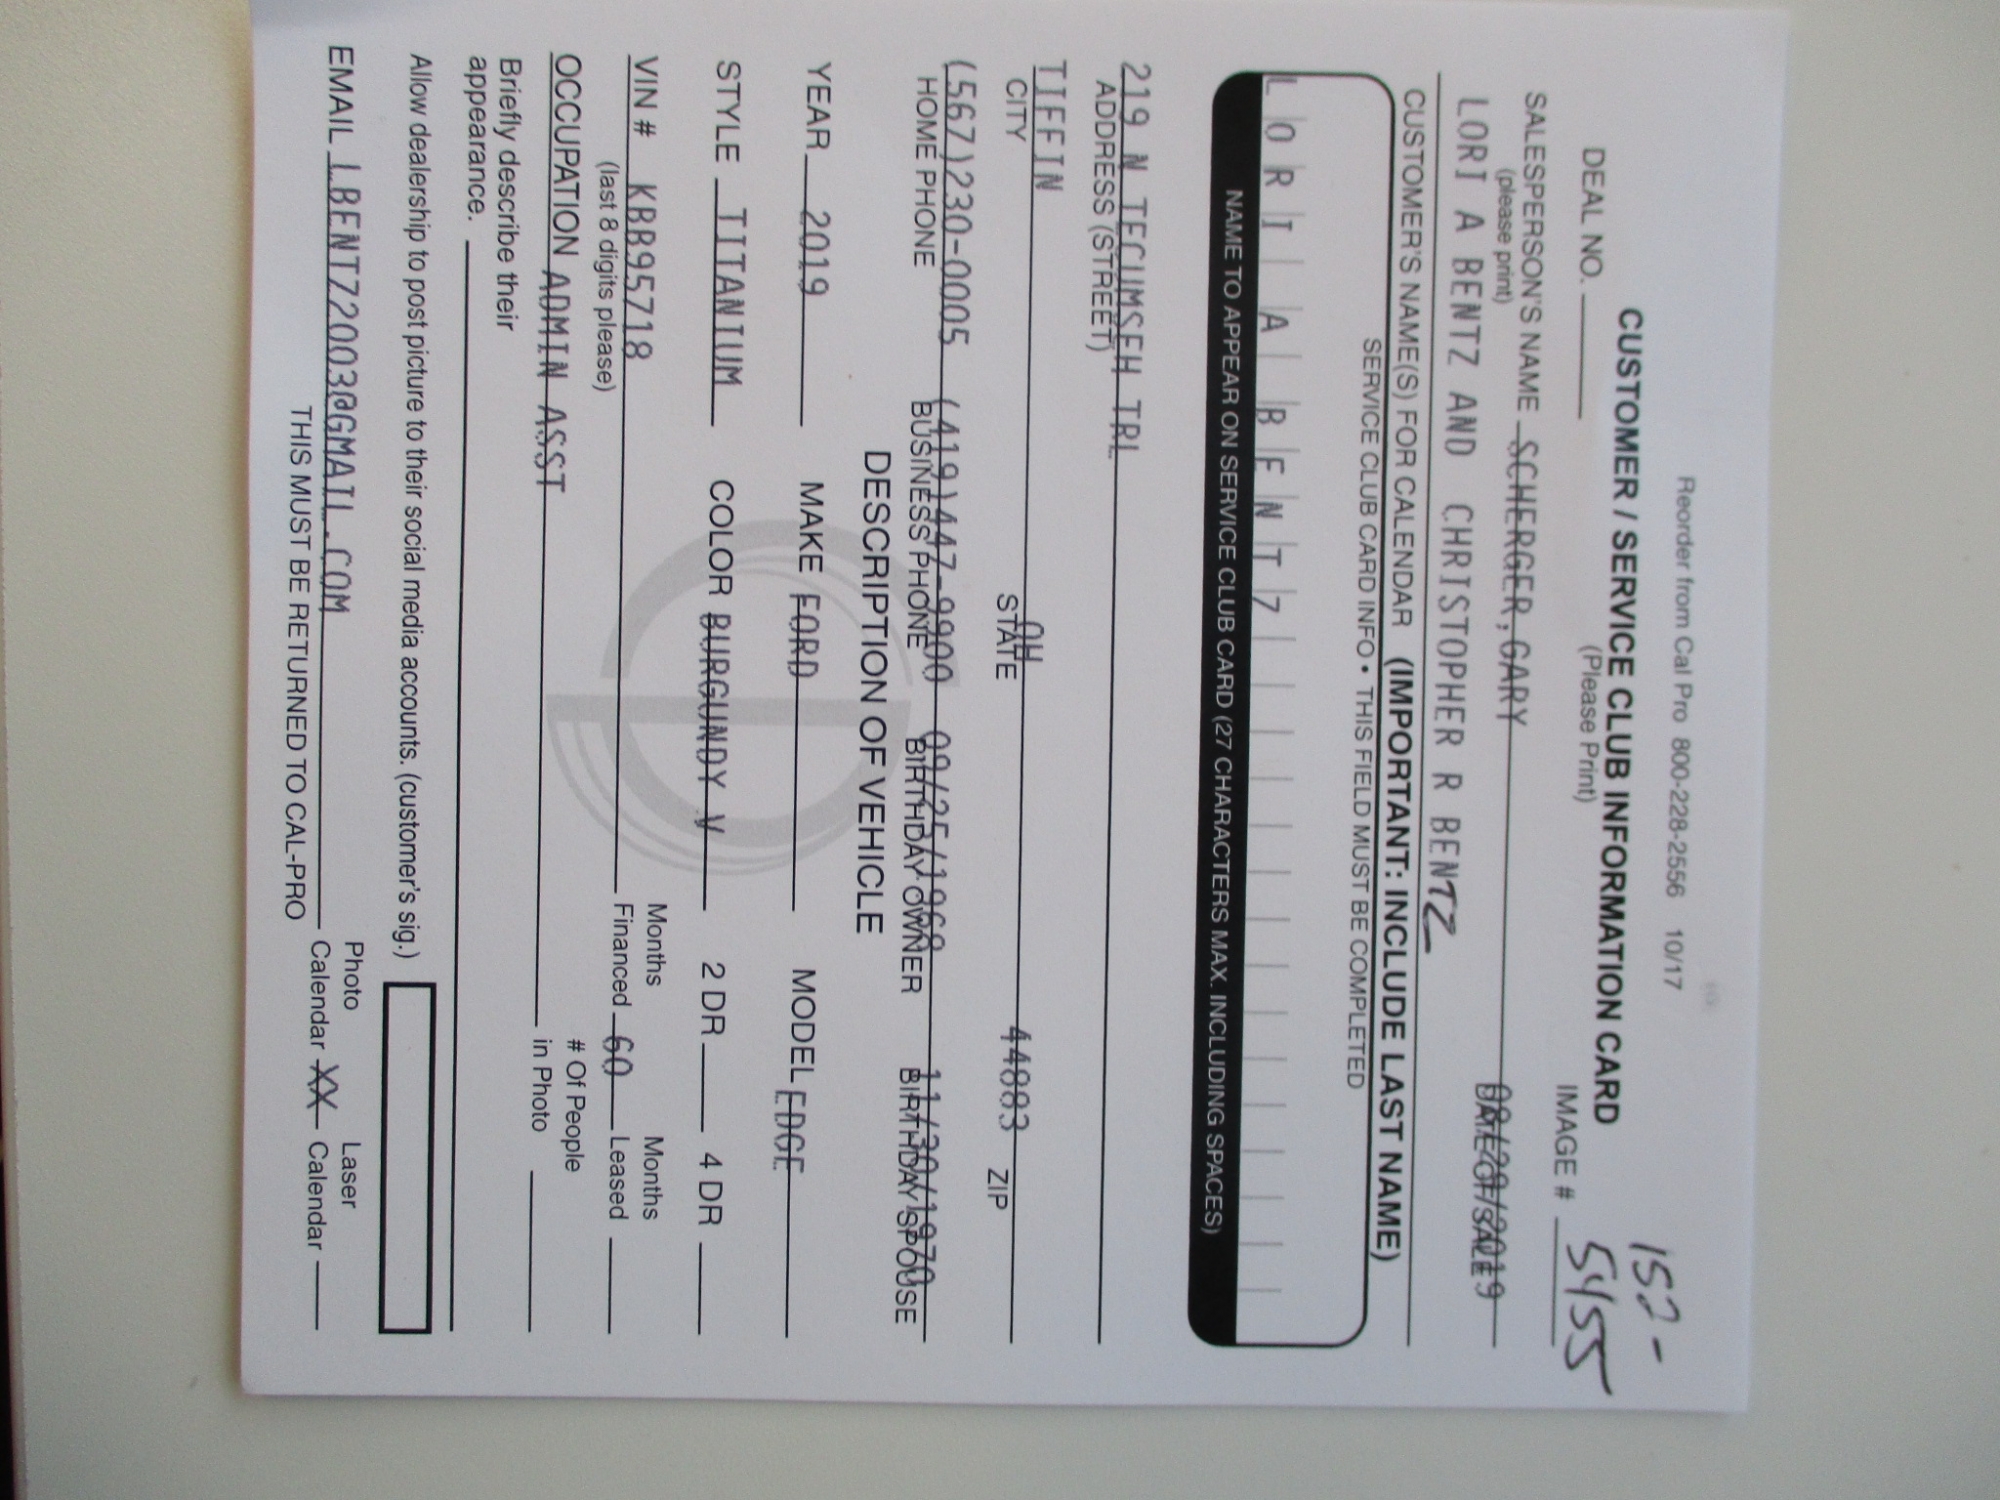 Reorder from Cal Pro 800-228-2556 10/17
CUSTOMER / SERVICE CLUB INFORMATION CARD
(Please Print)
152-
5455
DEAL NO.
IMAGE #
SALESPERSON'S NAME SCHERGER, GARY
(please print)
DATE OF SALE
LORI A BENTZ AND CHRISTOPHER R BENTZ
CUSTOMER'S NAME(S) FOR CALENDAR (IMPORTANT: INCLUDE LAST NAME)
SERVICE CLUB CARD INFO • THIS FIELD MUST BE COMPLETED
LORI A BENTZ
NAME TO APPEAR ON SERVICE CLUB CARD (27 CHARACTERS MAX. INCLUDING SPACES)
219 N TECUMSEH TRL
ADDRESS (STREET)
TIFFIN OH 44883
CITY STATE ZIP
(567)230-0005 (419)447-9900 09/25/1968 11/30/1970
HOME PHONE BUSINESS PHONE BIRTHDAY OWNER BIRTHDAY SPOUSE
DESCRIPTION OF VEHICLE
YEAR 2019 MAKE FORD MODEL EDGE
STYLE TITANIUM COLOR BURGUNDY V 2 DR 4 DR
VIN # KBB95718 Months Financed 60 Months Leased
(last 8 digits please)
OCCUPATION ADMIN ASST # Of People in Photo
Briefly describe their
appearance.
Allow dealership to post picture to their social media accounts. (customer's sig.)
EMAIL LBENTZ2003@GMAIL.COM Photo Calendar XX Laser Calendar
THIS MUST BE RETURNED TO CAL-PRO